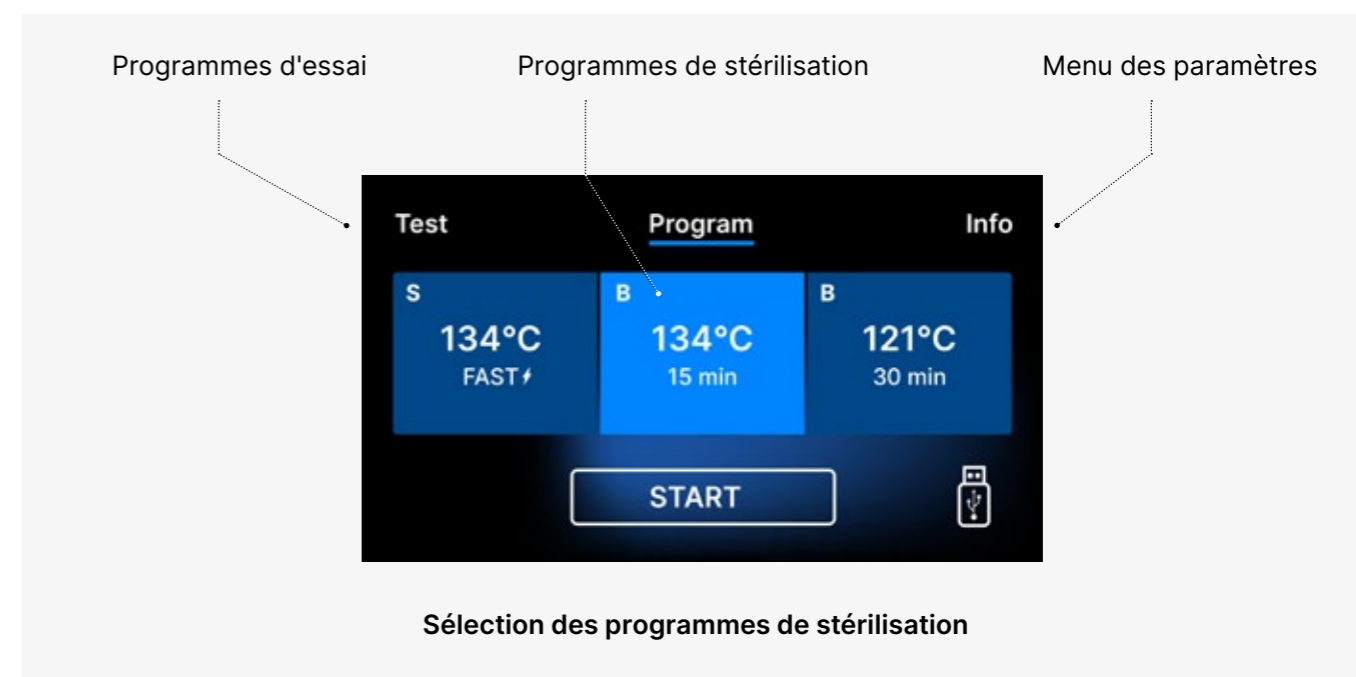 Programmes d'essai
Programmes de stérilisation
Menu des paramètres
Test
Program
Info
S
134°C
FAST
B
134°C
15 min
B
121°C
30 min
START
Sélection des programmes de stérilisation